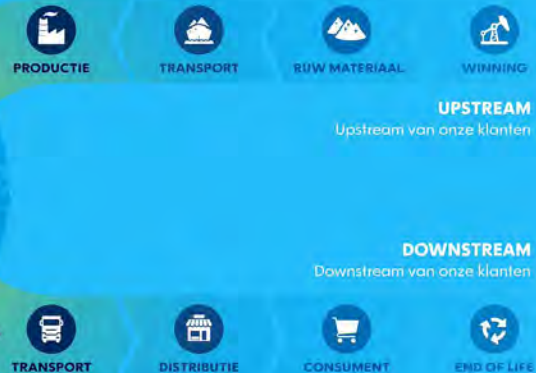 PRODUCTIE
TRANSPORT
RUW MATERIAAL
WINNING
UPSTREAM
Upstream van onze klanten
DOWNSTREAM
Downstream van onze klanten
TRANSPORT
DISTRIBUTIE
CONSUMENT
END OF LIFE